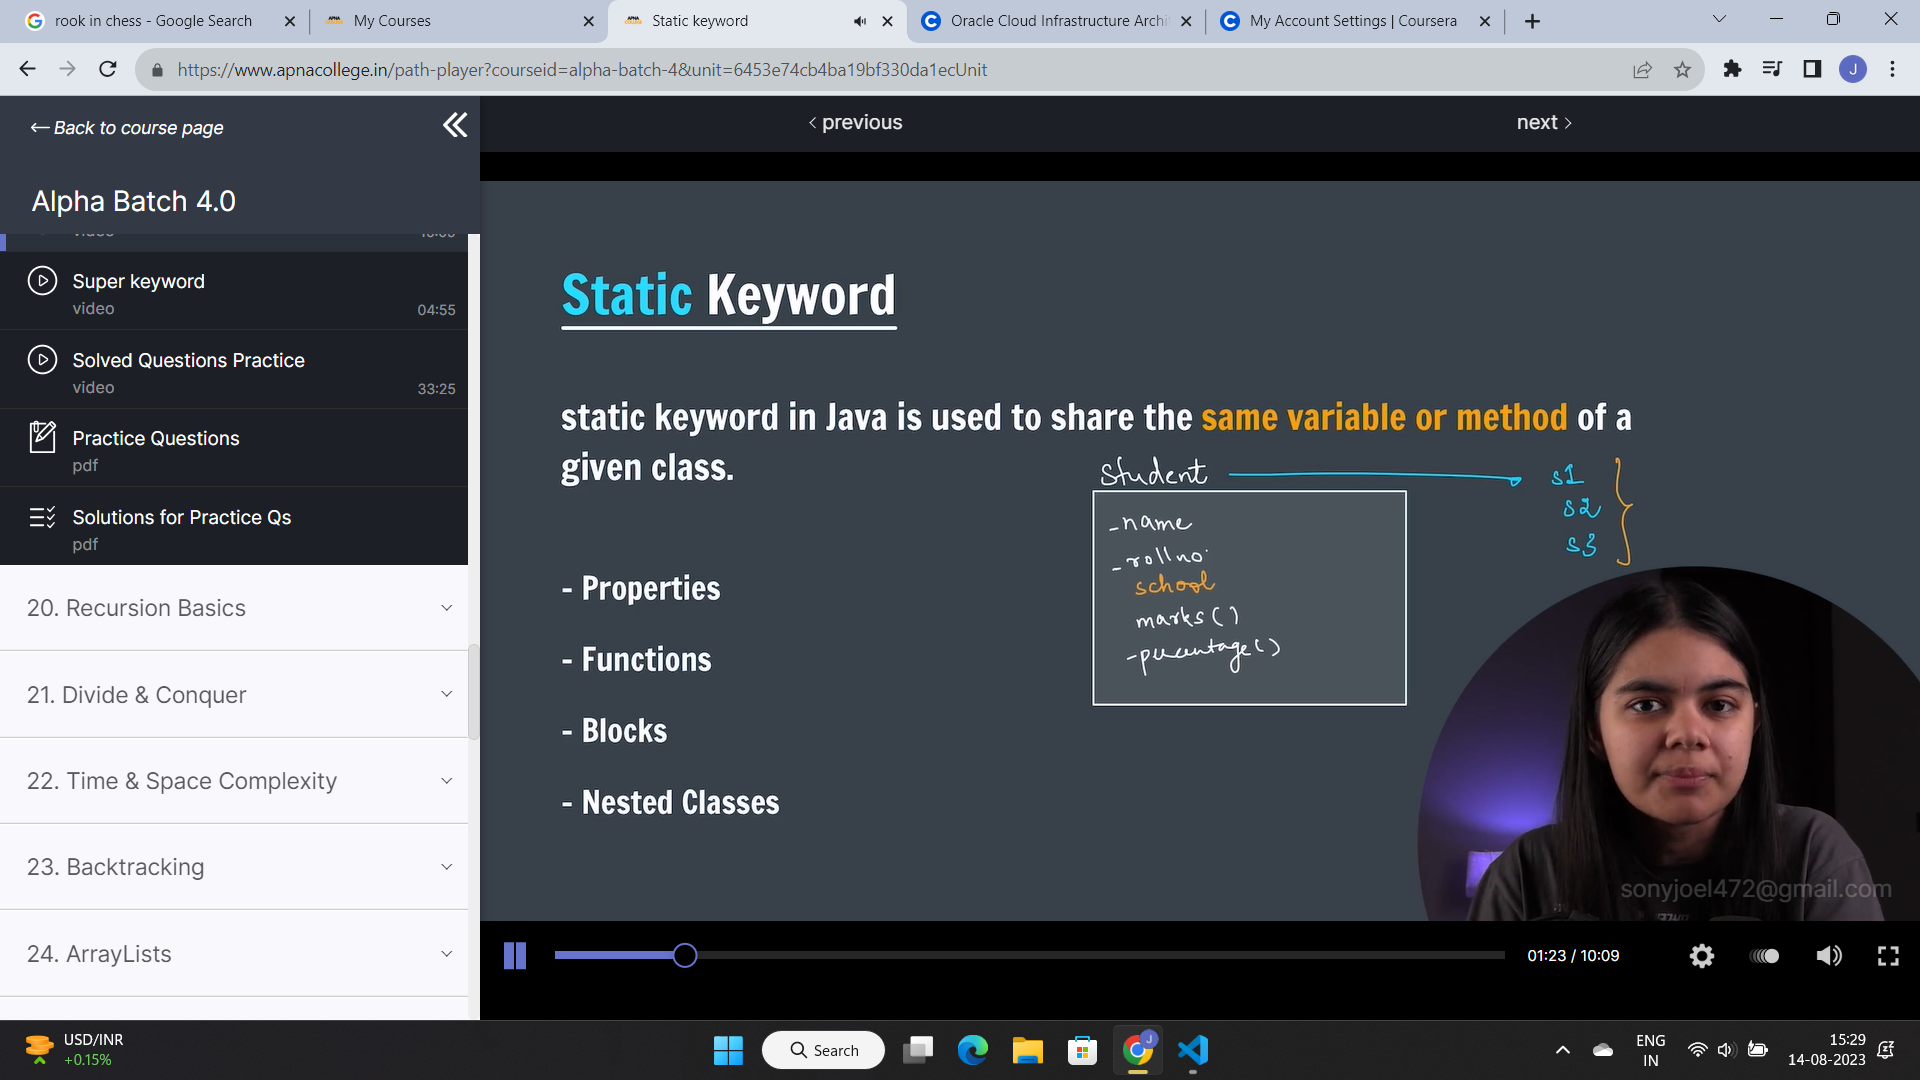 rook in chess - Google Search
My Courses
Static keyword
Oracle Cloud Infrastructure Archi
My Account Settings | Coursera
https://www.apnacollege.in/path-player?courseid=alpha-batch-4&unit=6453e74cb4ba19bf330da1ecUnit
J
← Back to course page
< previous
next >
Alpha Batch 4.0
Super keyword
video 04:55
Solved Questions Practice
video 33:25
Practice Questions
pdf
Solutions for Practice Qs
pdf
20. Recursion Basics
21. Divide & Conquer
22. Time & Space Complexity
23. Backtracking
24. ArrayLists
Static Keyword
static keyword in Java is used to share the same variable or method of a
given class.
- Properties
- Functions
- Blocks
- Nested Classes
Student
s1
s2
s3
- name
- roll no.
school
marks()
- percentage()
sonyjoel472@gmail.com
01:23 / 10:09
USD/INR
+0.15%
Search
J
ENG
IN
15:29
14-08-2023